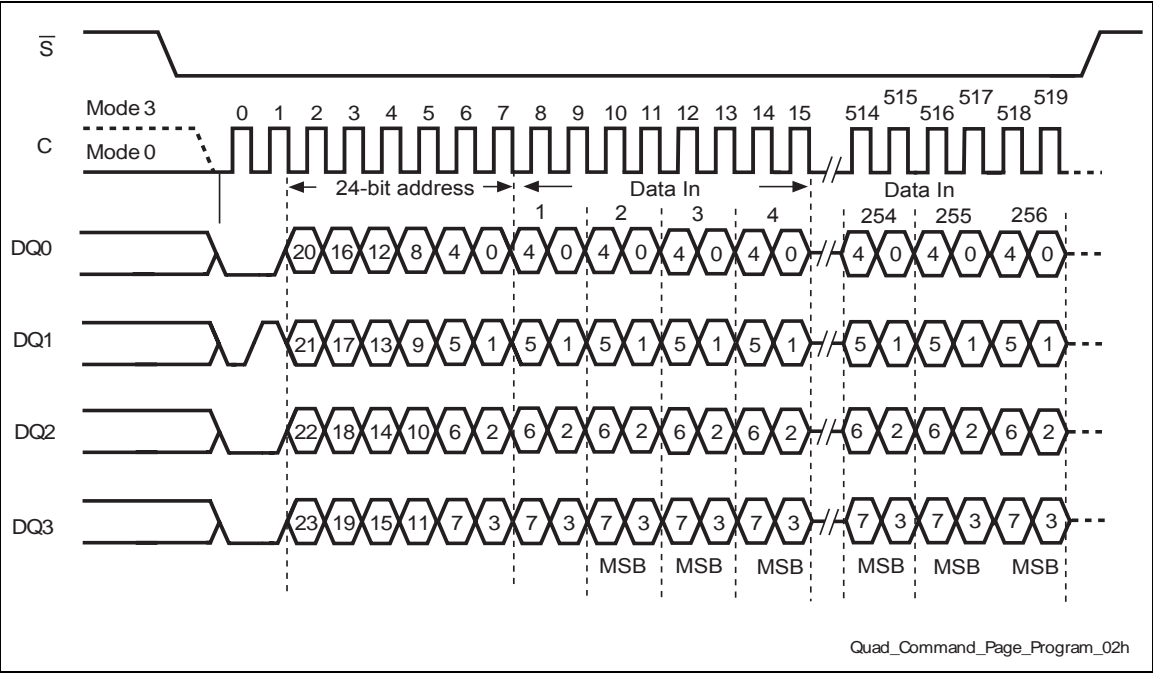 S
Mode 3
Mode 0
C
0 1 2 3 4 5 6 7 8 9 10 11 12 13 14 15 514 515 516 517 518 519
24-bit address Data In Data In
1 2 3 4 254 255 256
DQ0 20 16 12 8 4 0 4 0 4 0 4 0 4 0 4 0 4 0 4 0
DQ1 21 17 13 9 5 1 5 1 5 1 5 1 5 1 5 1 5 1 5 1
DQ2 22 18 14 10 6 2 6 2 6 2 6 2 6 2 6 2 6 2 6 2
DQ3 23 19 15 11 7 3 7 3 7 3 7 3 7 3 7 3 7 3 7 3
MSB MSB MSB MSB MSB MSB
Quad_Command_Page_Program_02h